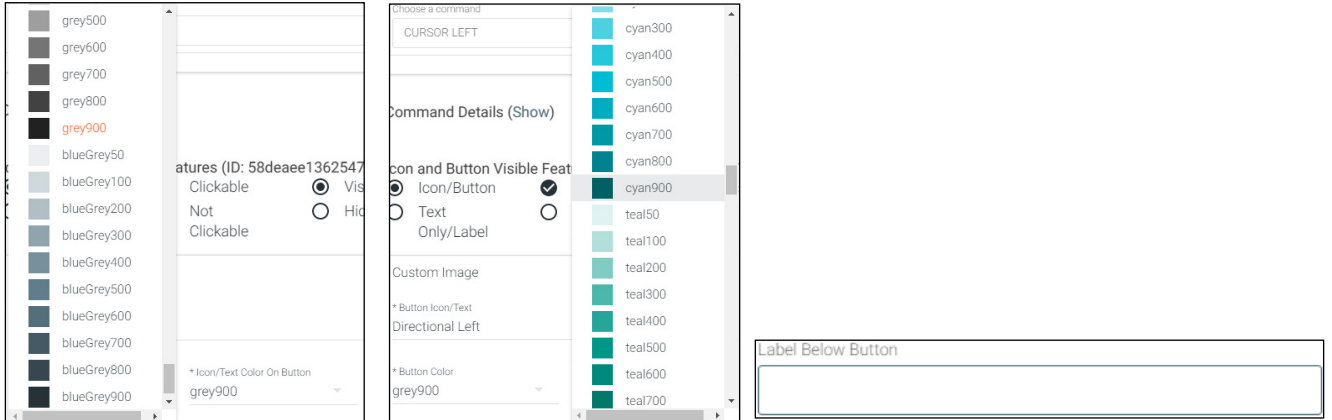 grey500
grey600
grey700
grey800
grey900
blueGrey50
blueGrey100
blueGrey200
blueGrey300
blueGrey400
blueGrey500
blueGrey600
blueGrey700
blueGrey800
blueGrey900
atures (ID: 58deaee1362547
Clickable
Vis
Not
Clickable
Hid
* Icon/Text Color On Button
grey900
Choose a command
CURSOR LEFT
Command Details (Show)
con and Button Visible Feat
Icon/Button
Text
Only/Label
Custom Image
* Button Icon/Text
Directional Left
* Button Color
grey900
cyan300
cyan400
cyan500
cyan600
cyan700
cyan800
cyan900
teal50
teal100
teal200
teal300
teal400
teal500
teal600
teal700
Label Below Button